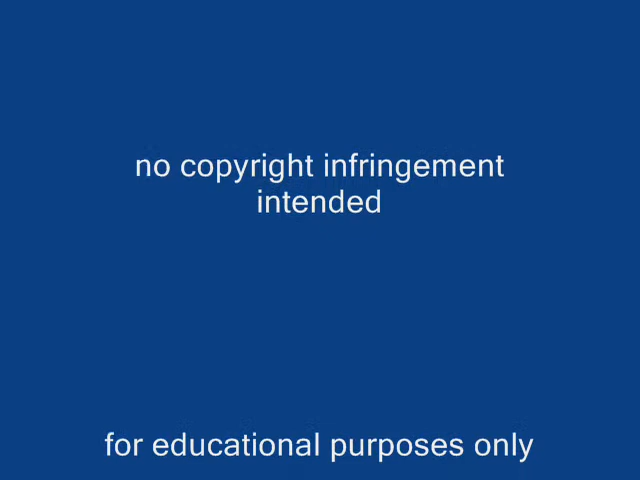 no copyright infringement
intended
for educational purposes only